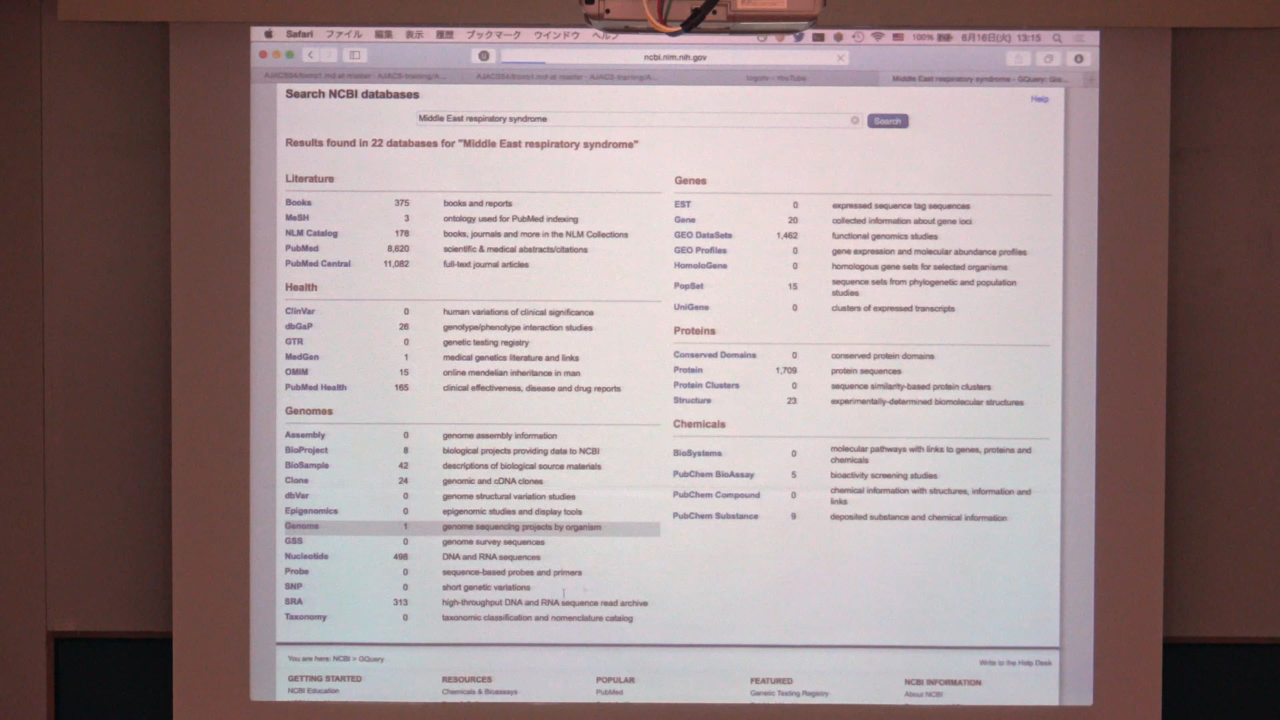 Safari ファイル 編集 表示 履歴 ブックマーク ウインドウ ヘルプ 100% 6月16日(火) 13:15
ncbi.nlm.nih.gov
YouTube
Middle East respiratory syndrome - GQuery:
Search NCBI databases
Help
Middle East respiratory syndrome
Search
Results found in 22 databases for "Middle East respiratory syndrome"
Literature
Books 375 books and reports
MeSH 3 ontology used for PubMed indexing
NLM Catalog 178 books, journals and more in the NLM Collections
PubMed 8,620 scientific & medical abstracts/citations
PubMed Central 11,082 full-text journal articles
Health
ClinVar 0 human variations of clinical significance
dbGaP 26 genotype/phenotype interaction studies
GTR 0 genetic testing registry
MedGen 1 medical genetics literature and links
OMIM 15 online mendelian inheritance in man
PubMed Health 165 clinical effectiveness, disease and drug reports
Genomes
Assembly 0 genome assembly information
BioProject 8 biological projects providing data to NCBI
BioSample 42 descriptions of biological source materials
Clone 24 genomic and cDNA clones
dbVar 0 genome structural variation studies
Epigenomics 0 epigenomic studies and display tools
Genome 1 genome sequencing projects by organism
GSS 0 genome survey sequences
Nucleotide 498 DNA and RNA sequences
Probe 0 sequence-based probes and primers
SNP 0 short genetic variations
SRA 313 high-throughput DNA and RNA sequence read archive
Taxonomy 0 taxonomic classification and nomenclature catalog
Genes
EST 0 expressed sequence tag sequences
Gene 20 collected information about gene loci
GEO DataSets 1,462 functional genomics studies
GEO Profiles 0 gene expression and molecular abundance profiles
HomoloGene 0 homologous gene sets for selected organisms
PopSet 15 sequence sets from phylogenetic and population
studies
UniGene 0 clusters of expressed transcripts
Proteins
Conserved Domains 0 conserved protein domains
Protein 1,709 protein sequences
Protein Clusters 0 sequence similarity-based protein clusters
Structure 23 experimentally-determined biomolecular structures
Chemicals
BioSystems 0 molecular pathways with links to genes, proteins and
chemicals
PubChem BioAssay 5 bioactivity screening studies
PubChem Compound 0 chemical information with structures, information and
links
PubChem Substance 9 deposited substance and chemical information
You are here: NCBI > GQuery
Write to the Help Desk
GETTING STARTED RESOURCES POPULAR FEATURED NCBI INFORMATION
NCBI Education Chemicals & Bioassays PubMed Genetic Testing Registry About NCBI